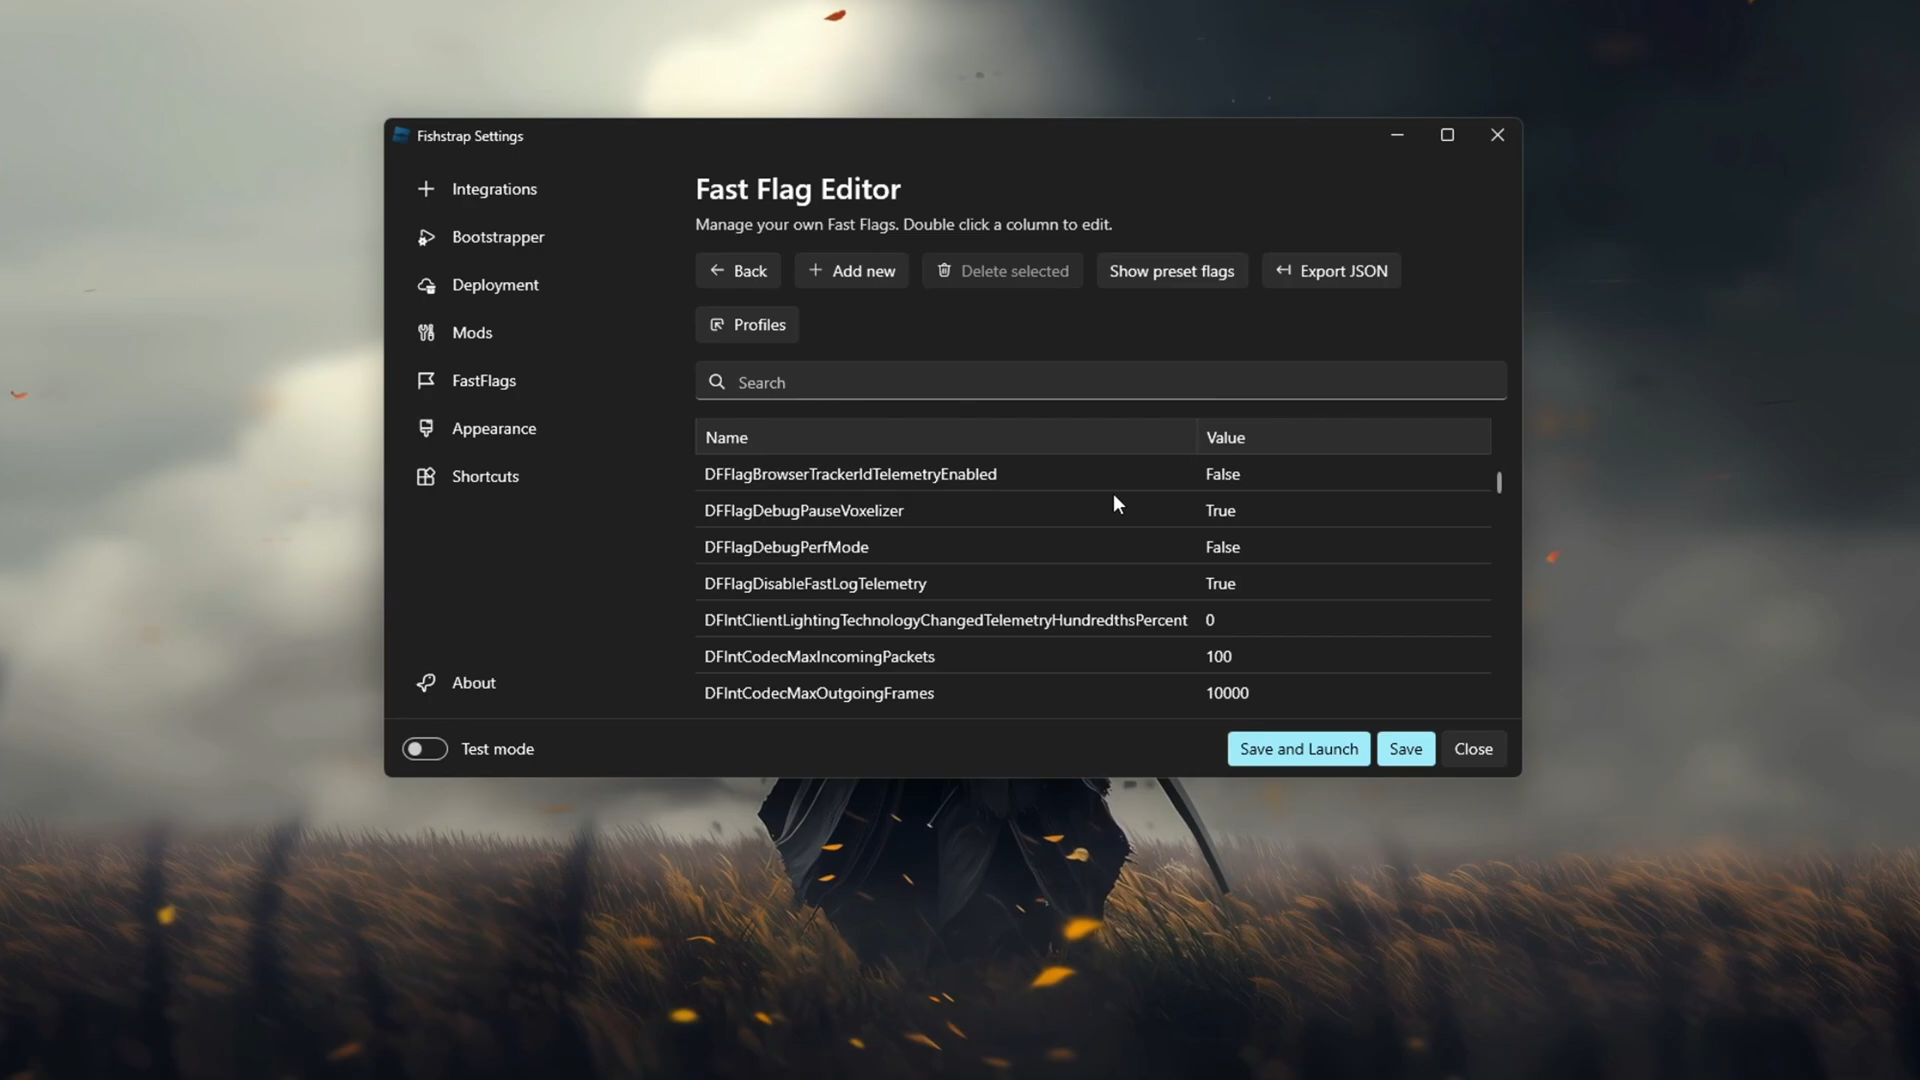 Fishstrap Settings
Integrations
Bootstrapper
Deployment
Mods
FastFlags
Appearance
Shortcuts
About
Fast Flag Editor
Manage your own Fast Flags. Double click a column to edit.
Back
Add new
Delete selected
Show preset flags
Export JSON
Profiles
Search
Name Value
DFFlagBrowserTrackerIdTelemetryEnabled False
DFFlagDebugPauseVoxelizer True
DFFlagDebugPerfMode False
DFFlagDisableFastLogTelemetry True
DFIntClientLightingTechnologyChangedTelemetryHundredthsPercent 0
DFIntCodecMaxIncomingPackets 100
DFIntCodecMaxOutgoingFrames 10000
Test mode
Save and Launch
Save
Close